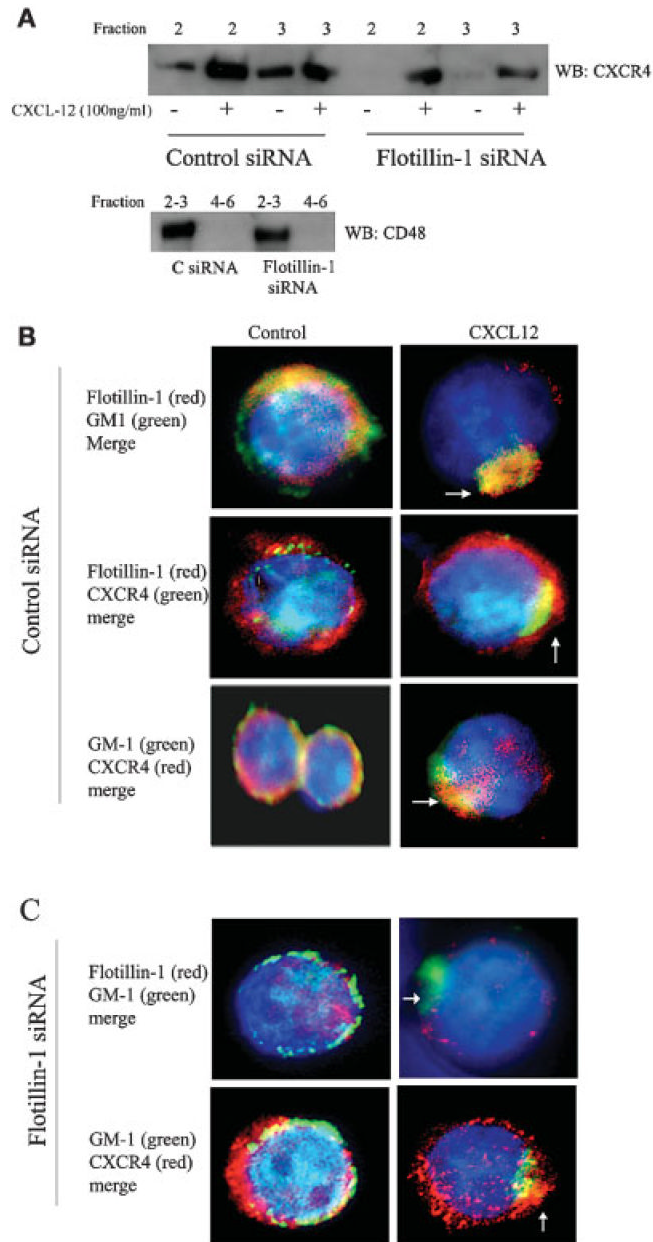 A
Fraction 2 2 3 3 2 2 3 3
WB: CXCR4
CXCL-12 (100ng/ml) - + - + - + - +
Control siRNA Flotillin-1 siRNA
Fraction 2-3 4-6 2-3 4-6
WB: CD48
C siRNA Flotillin-1
siRNA
B
Control CXCL12
Control siRNA
Flotillin-1 (red)
GM1 (green)
Merge
Flotillin-1 (red)
CXCR4 (green)
merge
GM-1 (green)
CXCR4 (red)
merge
C
Flotillin-1 siRNA
Flotillin-1 (red)
GM-1 (green)
merge
GM-1 (green)
CXCR4 (red)
merge